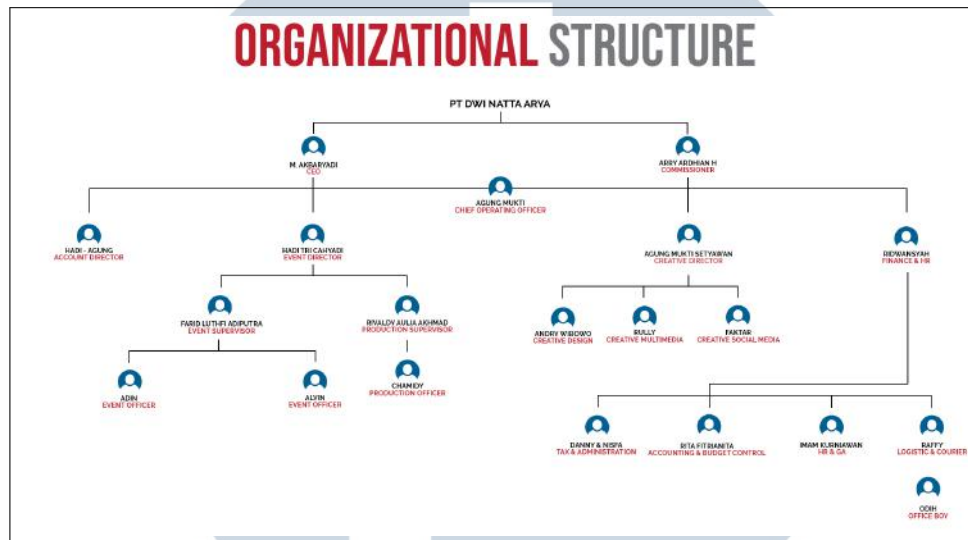 ORGANIZATIONAL STRUCTURE
PT DWI NATTA ARYA
M. AKBARYADI
CEO
ARRY ARDHIAN H
COMMISSIONER
AGUNG MUKTI
CHIEF OPERATING OFFICER
HADI - AGUNG
ACCOUNT DIRECTOR
HADI TRI CAHYADI
EVENT DIRECTOR
AGUNG MUKTI SETYAWAN
CREATIVE DIRECTOR
RIDWANSYAH
FINANCE & HR
FARID LUTHFI ADIPUTRA
EVENT SUPERVISOR
RIVALDY AULIA AKHMAD
PRODUCTION SUPERVISOR
ANDRY WIBOWO
CREATIVE DESIGN
RULLY
CREATIVE MULTIMEDIA
FAKTAR
CREATIVE SOCIAL MEDIA
ADIN
EVENT OFFICER
ALVIN
EVENT OFFICER
CHAMIDY
PRODUCTION OFFICER
DANNY & NISFA
TAX & ADMINISTRATION
RITA FITRIANITA
ACCOUNTING & BUDGET CONTROL
IMAM KURNIAWAN
HR & GA
RAFFY
LOGISTIC & COURIER
ODIH
OFFICE BOY